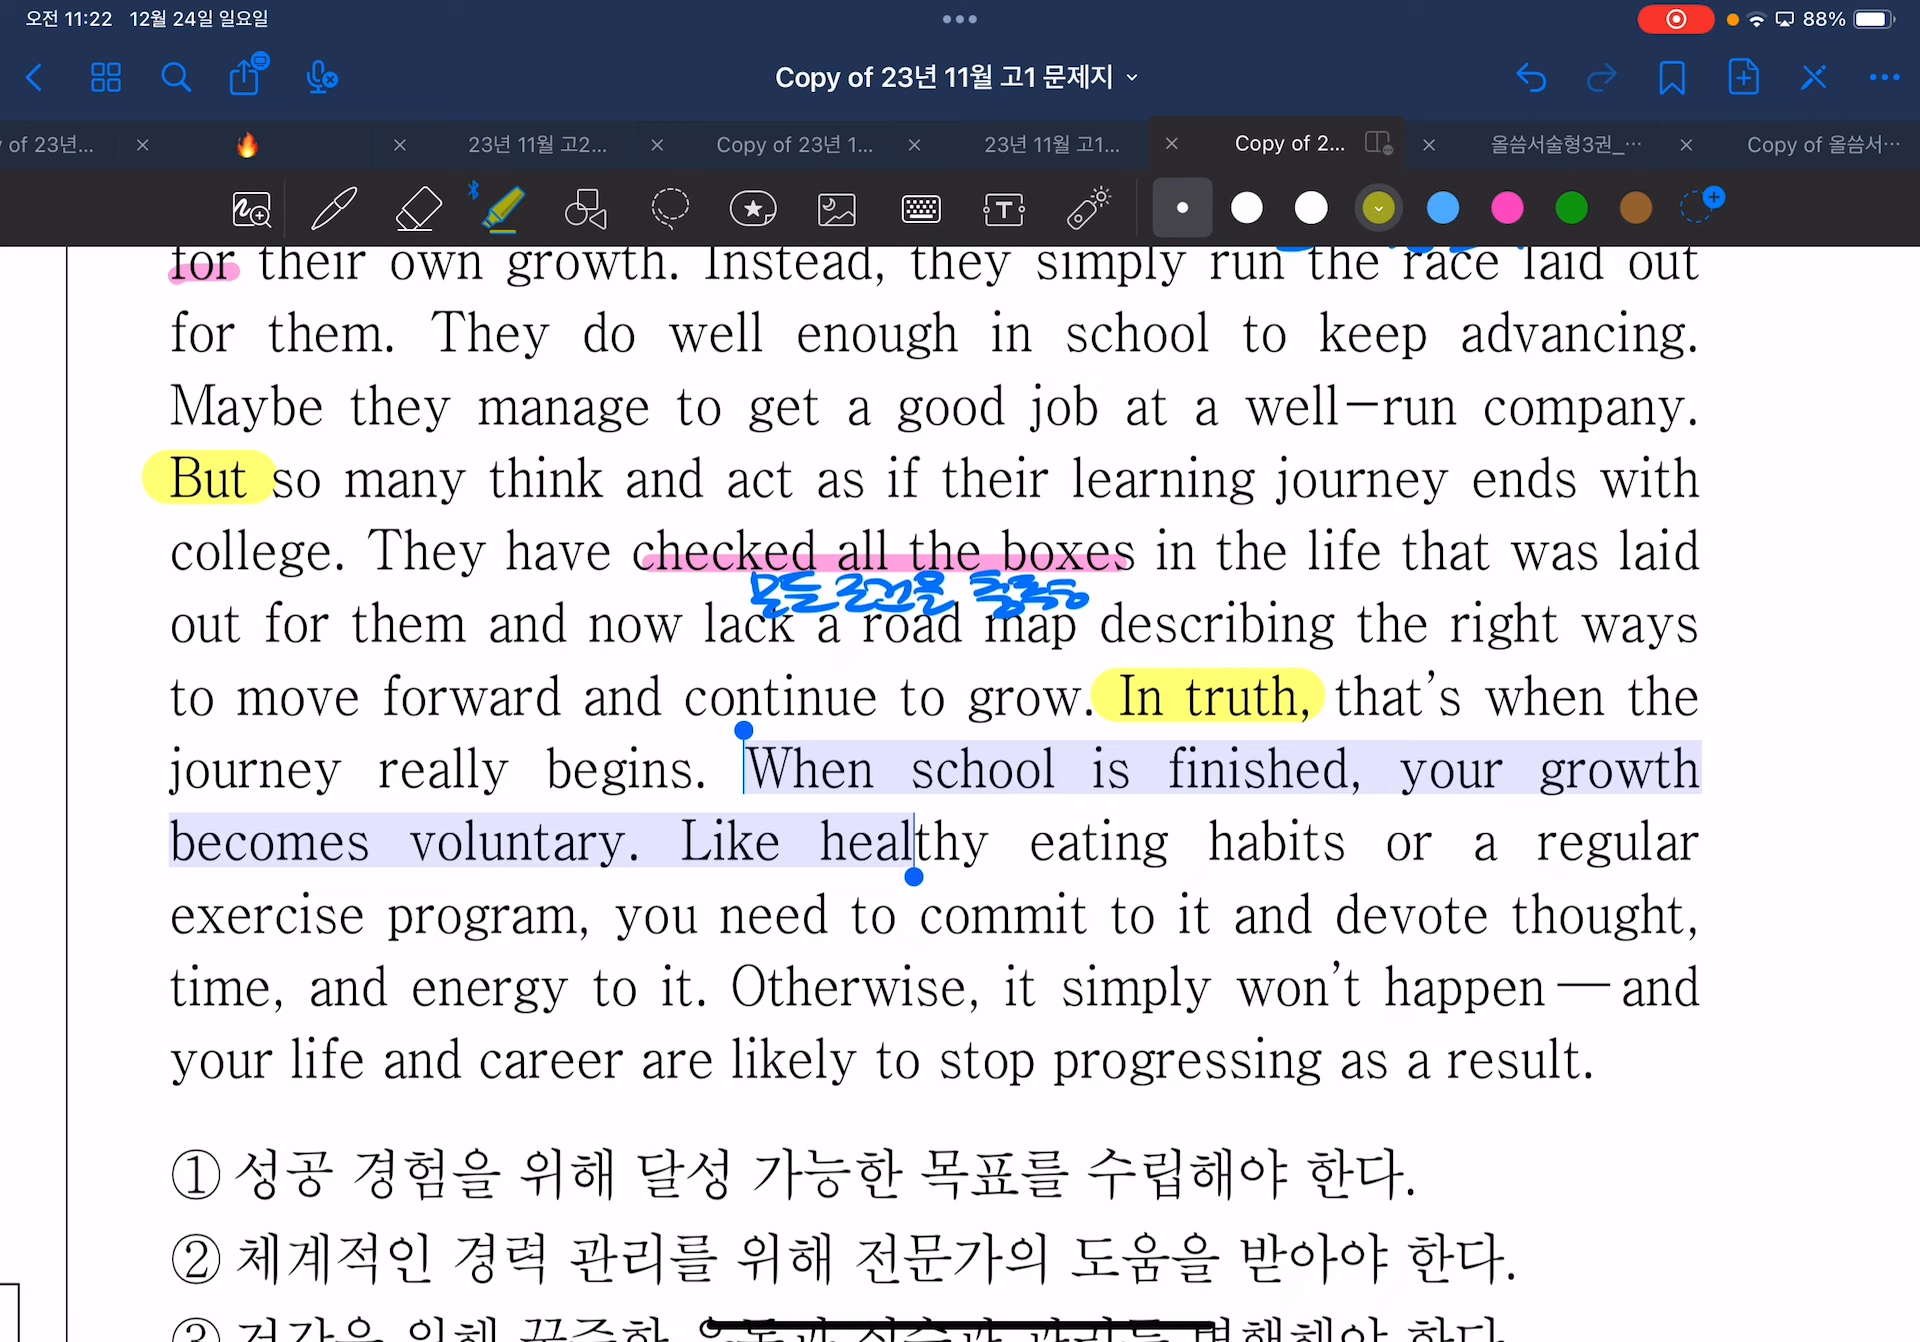 오전 11:22 12월 24일 일요일
88%
Copy of 23년 11월 고1 문제지
of 23년...
23년 11월 고2...
Copy of 23년 1...
23년 11월 고1...
Copy of 2...
올씀서술형3권_...
Copy of 올씀서...
for their own growth. Instead, they simply run the race laid out
for them. They do well enough in school to keep advancing.
Maybe they manage to get a good job at a well-run company.
But so many think and act as if their learning journey ends with
college. They have checked all the boxes in the life that was laid
모든 조건을 충족함
out for them and now lack a road map describing the right ways
to move forward and continue to grow. In truth, that's when the
journey really begins. When school is finished, your growth
becomes voluntary. Like healthy eating habits or a regular
exercise program, you need to commit to it and devote thought,
time, and energy to it. Otherwise, it simply won't happen — and
your life and career are likely to stop progressing as a result.
① 성공 경험을 위해 달성 가능한 목표를 수립해야 한다.
② 체계적인 경력 관리를 위해 전문가의 도움을 받아야 한다.
③ 건강을 위해 꾸준한